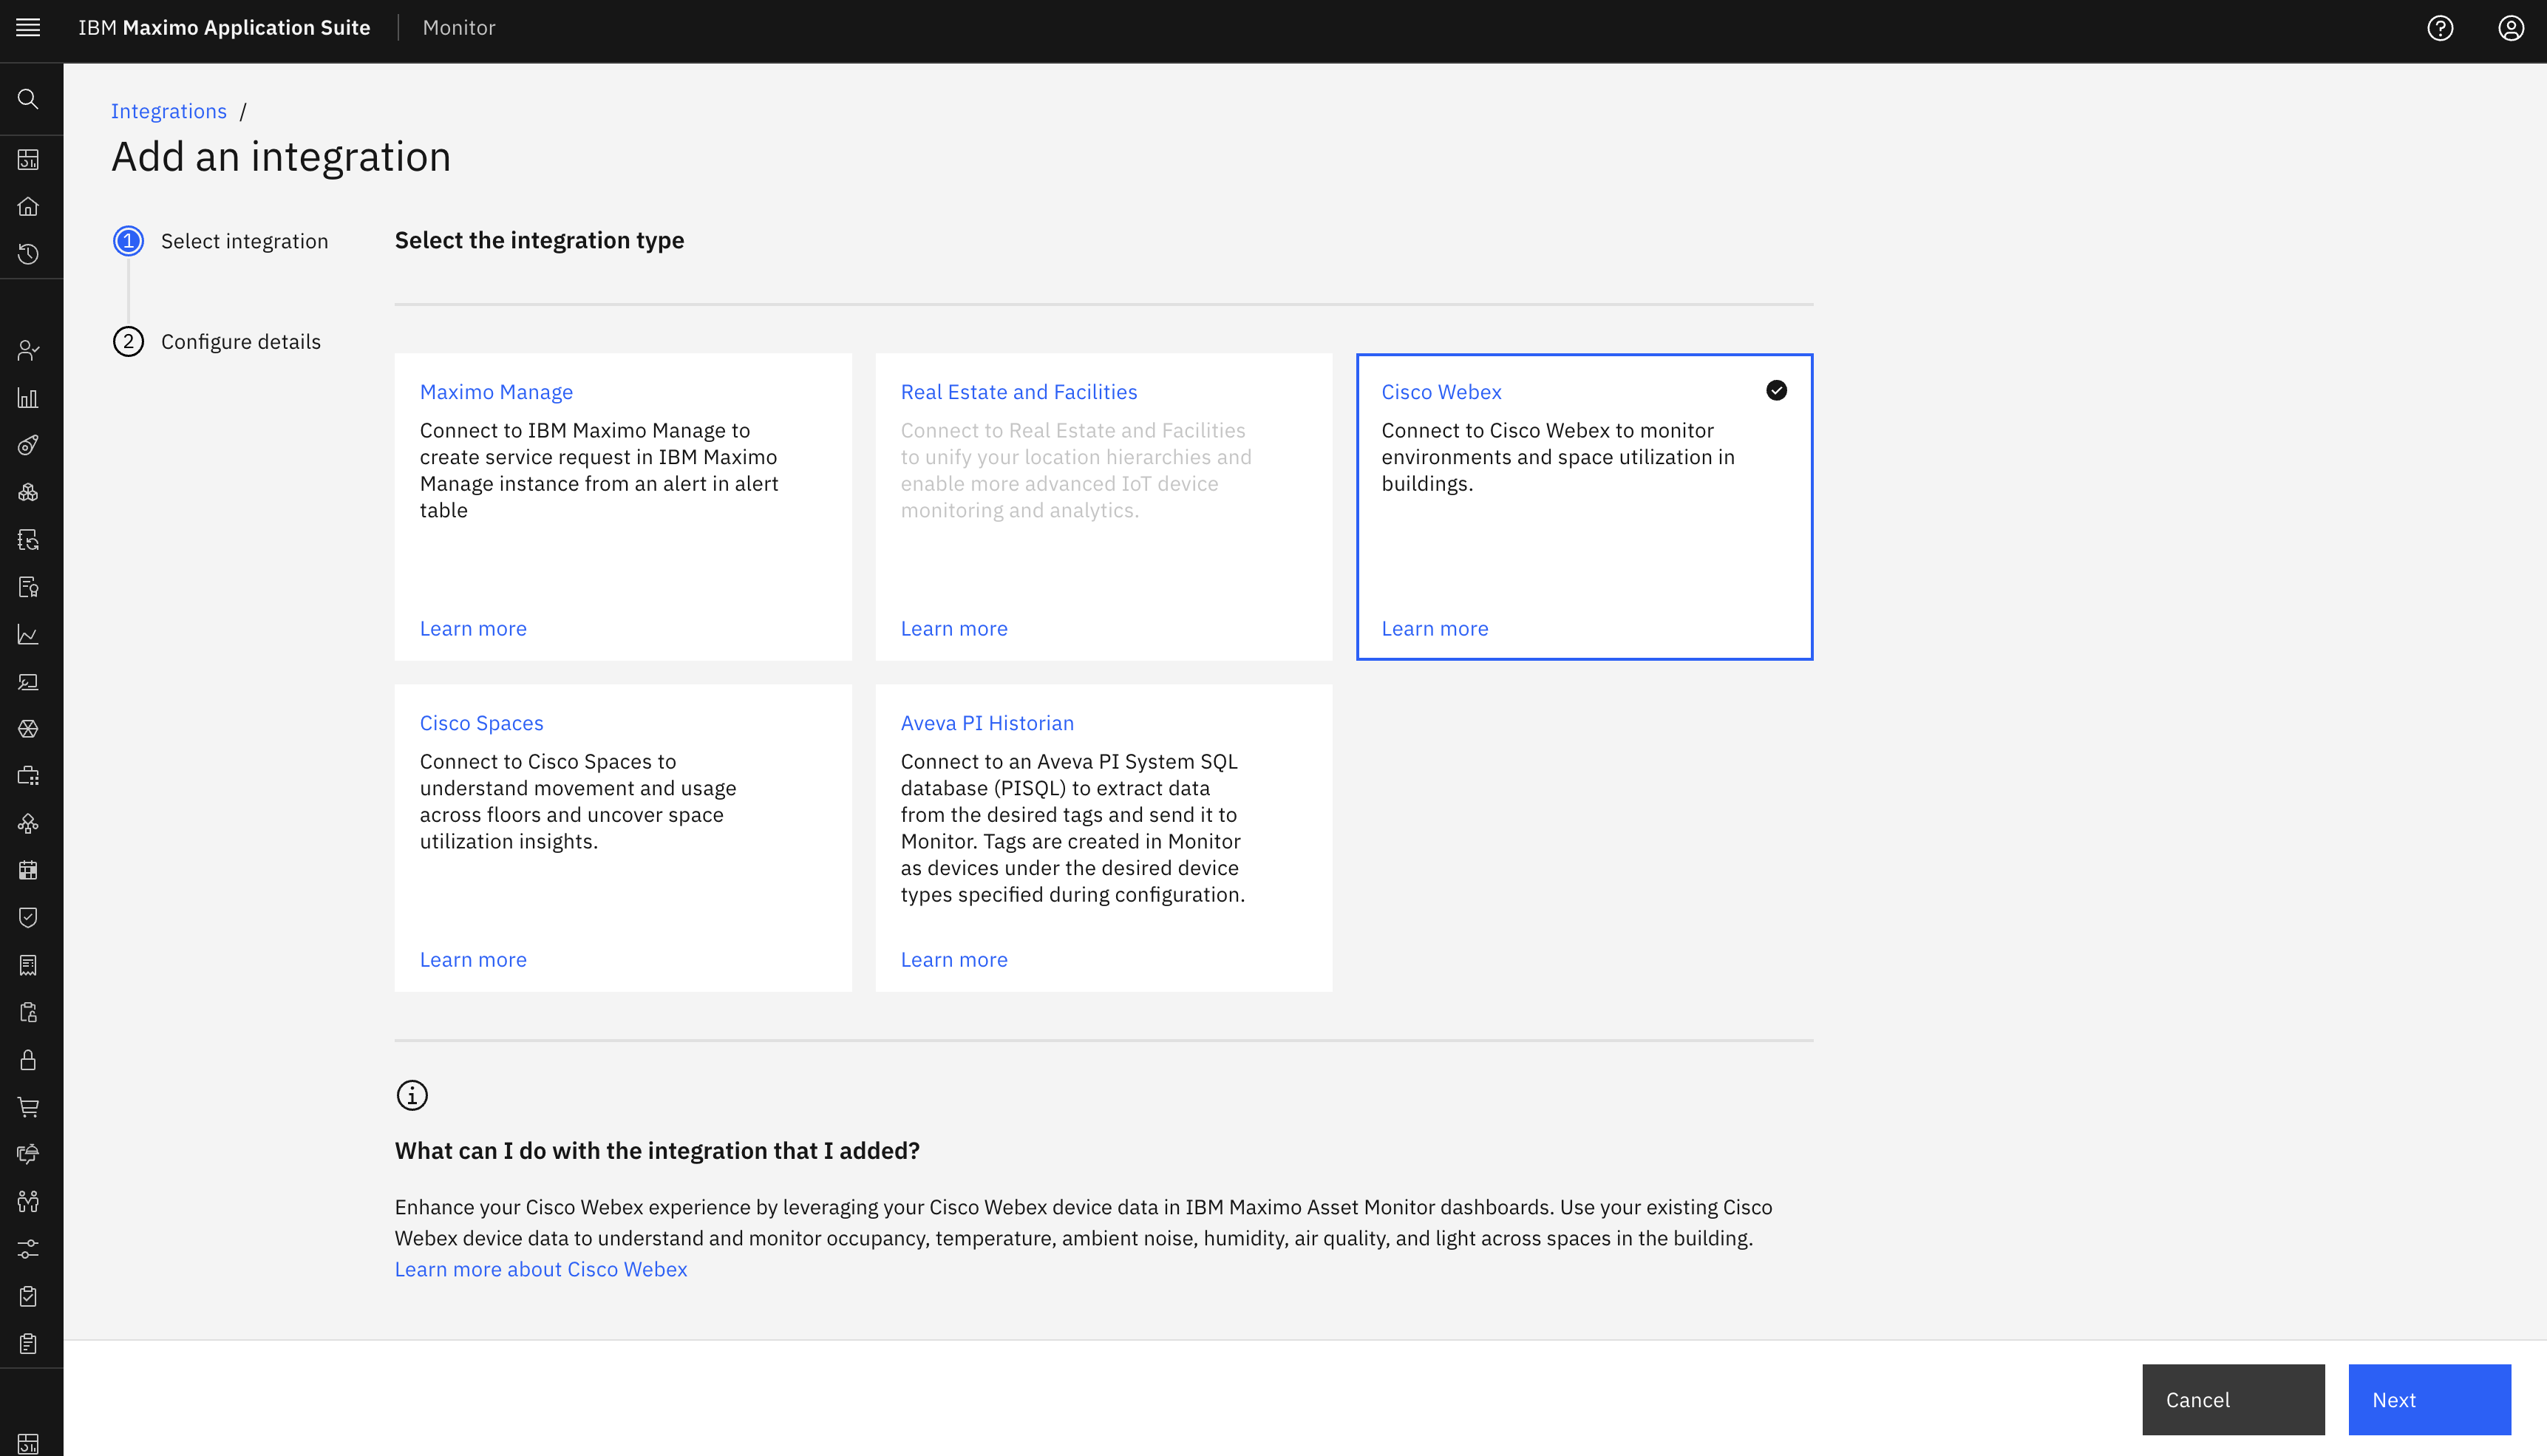 IBM Maximo Application Suite
Monitor
Integrations /
Add an integration
1 Select integration
2 Configure details
Select the integration type
Maximo Manage
Connect to IBM Maximo Manage to
create service request in IBM Maximo
Manage instance from an alert in alert
table
Learn more
Real Estate and Facilities
Connect to Real Estate and Facilities
to unify your location hierarchies and
enable more advanced IoT device
monitoring and analytics.
Learn more
Cisco Webex
Connect to Cisco Webex to monitor
environments and space utilization in
buildings.
Learn more
Cisco Spaces
Connect to Cisco Spaces to
understand movement and usage
across floors and uncover space
utilization insights.
Learn more
Aveva PI Historian
Connect to an Aveva PI System SQL
database (PISQL) to extract data
from the desired tags and send it to
Monitor. Tags are created in Monitor
as devices under the desired device
types specified during configuration.
Learn more
What can I do with the integration that I added?
Enhance your Cisco Webex experience by leveraging your Cisco Webex device data in IBM Maximo Asset Monitor dashboards. Use your existing Cisco
Webex device data to understand and monitor occupancy, temperature, ambient noise, humidity, air quality, and light across spaces in the building.
Learn more about Cisco Webex
Cancel
Next